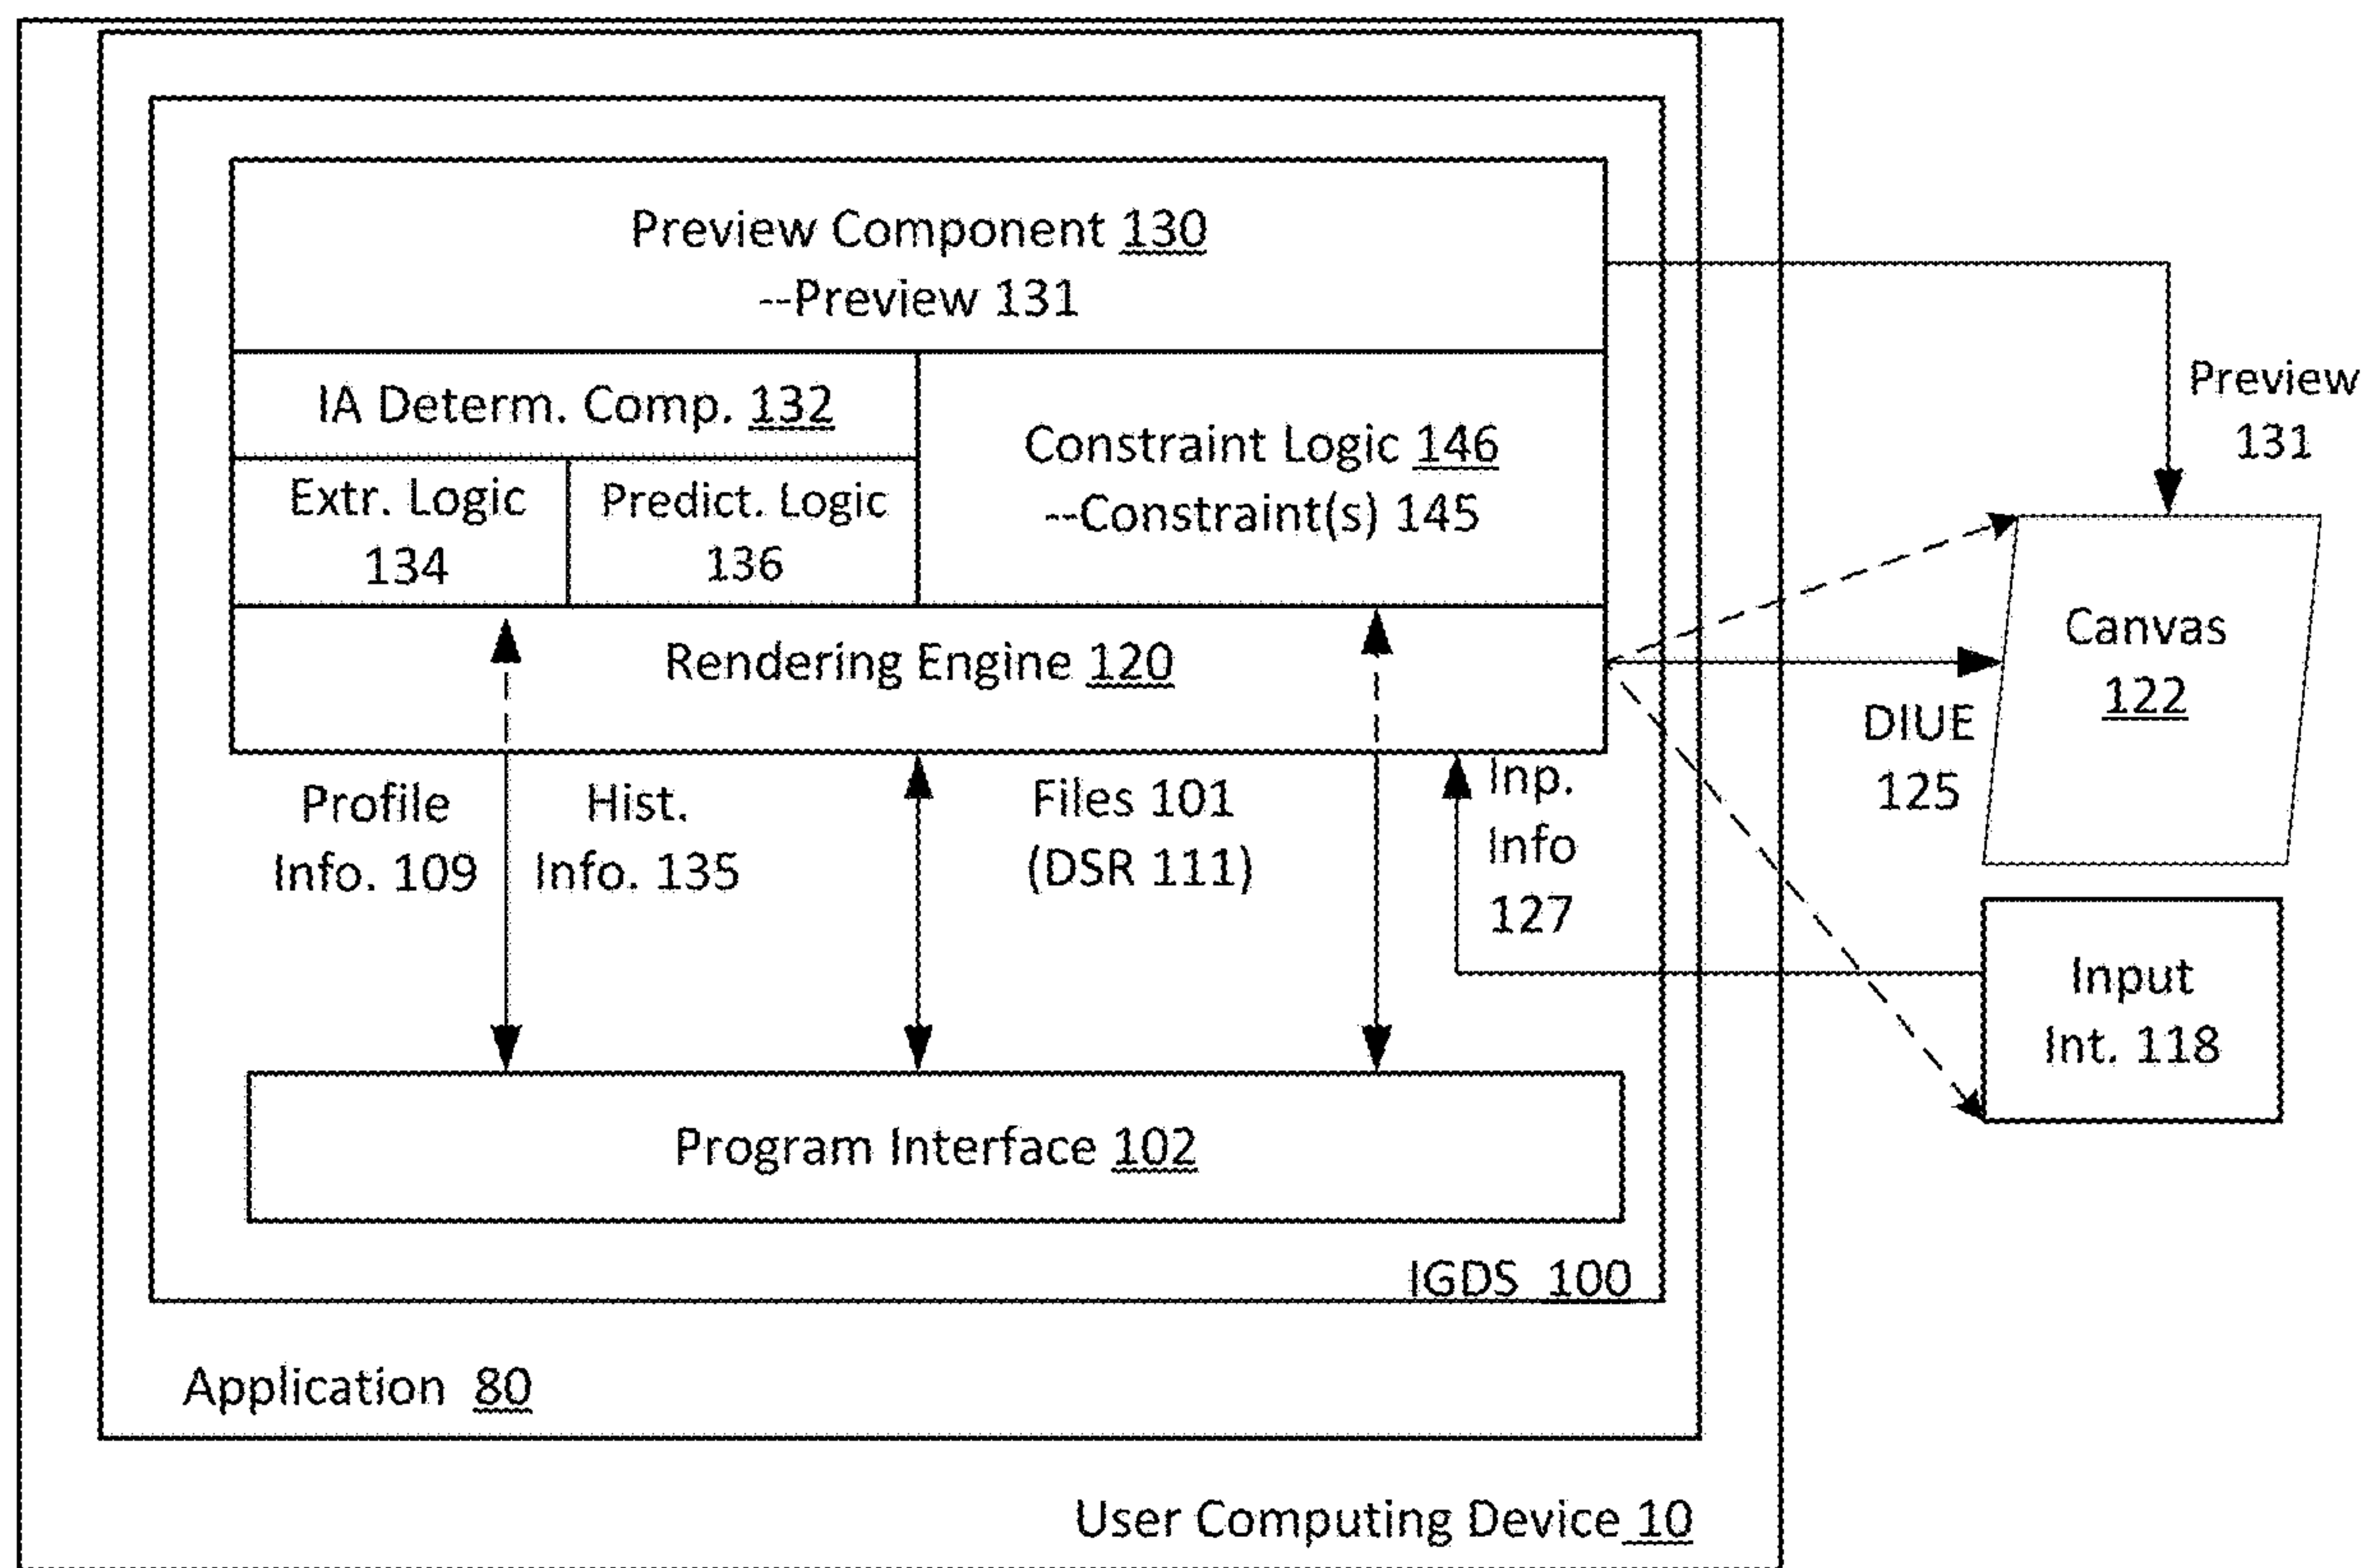 Preview Component 130
--Preview 131
IA Determ. Comp. 132
Extr. Logic
134
Predict. Logic
136
Constraint Logic 146
--Constraint(s) 145
Rendering Engine 120
Preview
131
Canvas
122
DIUE
125
Profile
Info. 109
Hist.
Info. 135
Files 101
(DSR 111)
Inp.
Info
127
Input
Int. 118
Program Interface 102
IGDS 100
Application 80
User Computing Device 10